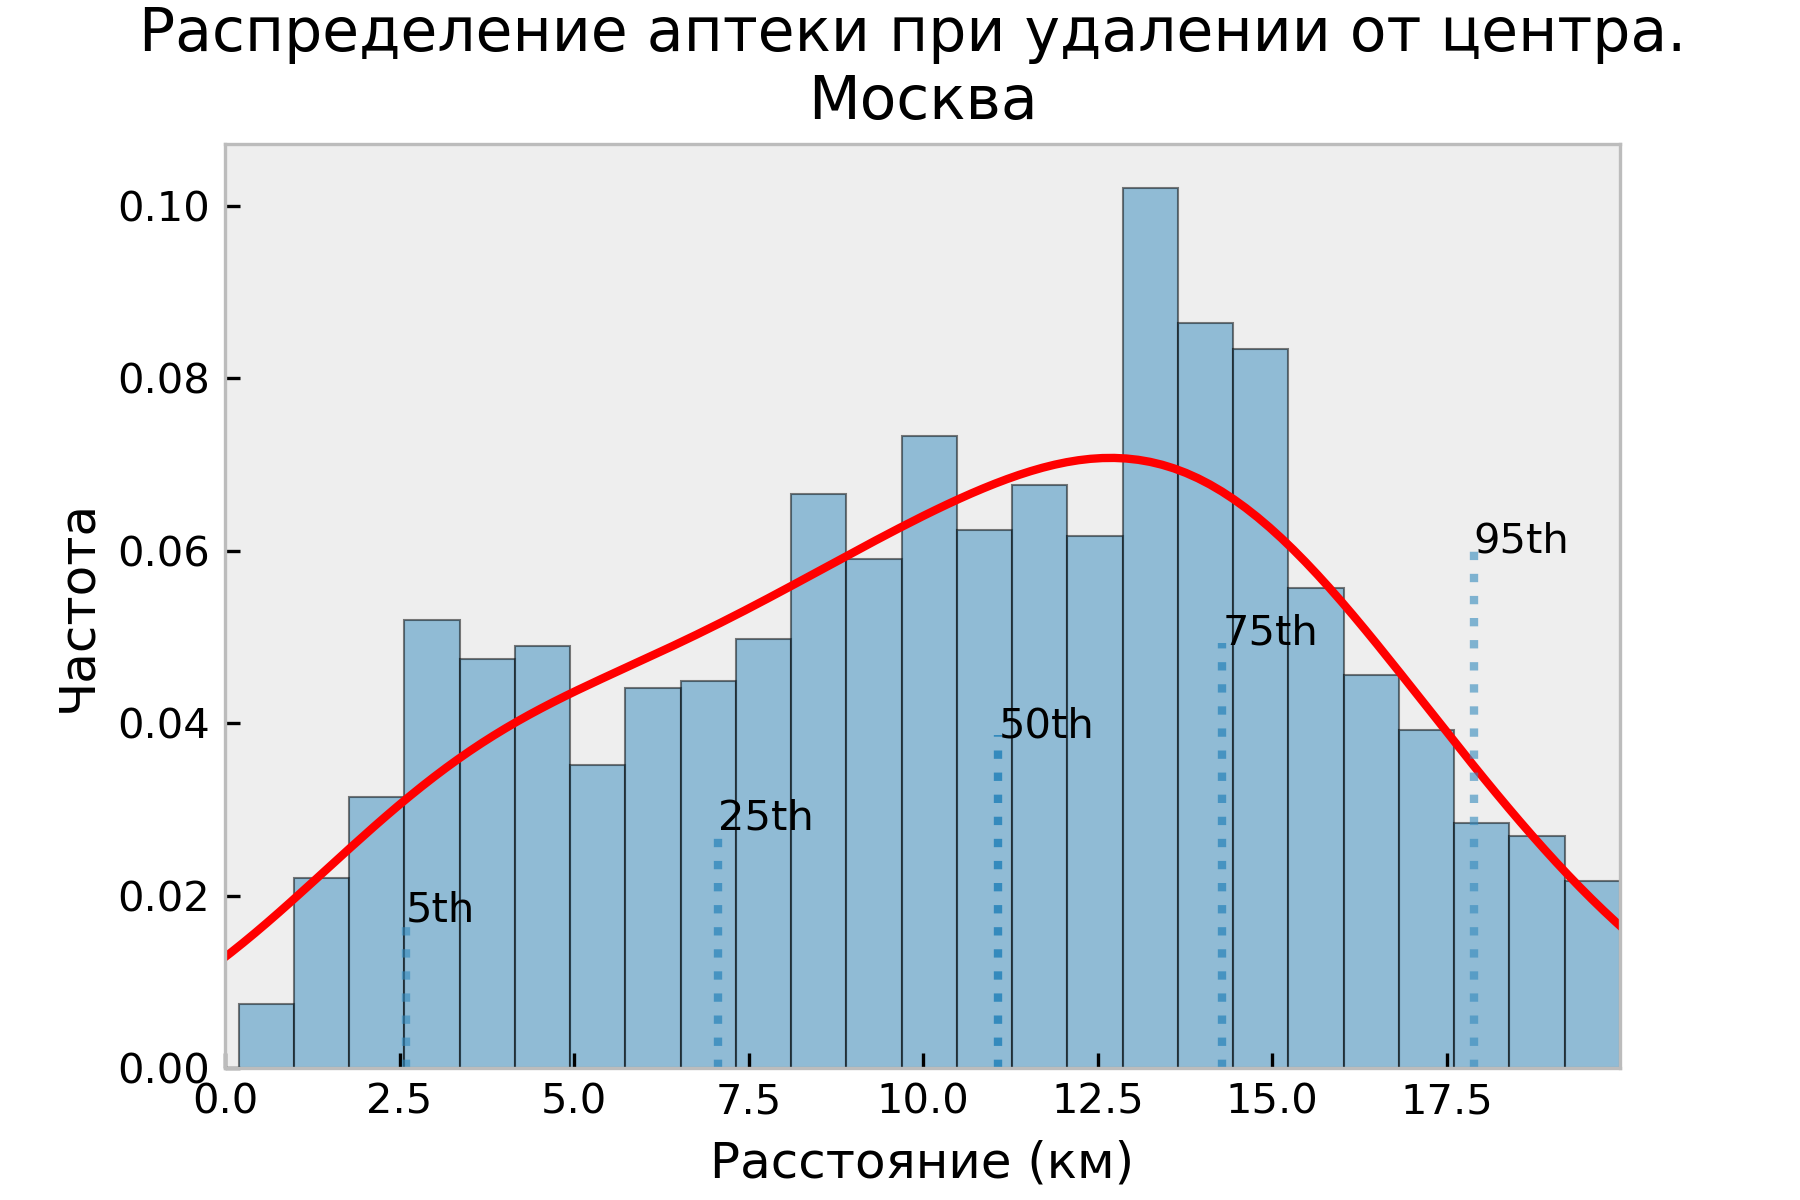 Распределение аптеки при удалении от центра.
Москва
Частота
0.10
0.08
0.06
0.04
0.02
0.00
5th
25th
50th
75th
95th
0.0 2.5 5.0 7.5 10.0 12.5 15.0 17.5
Расстояние (км)